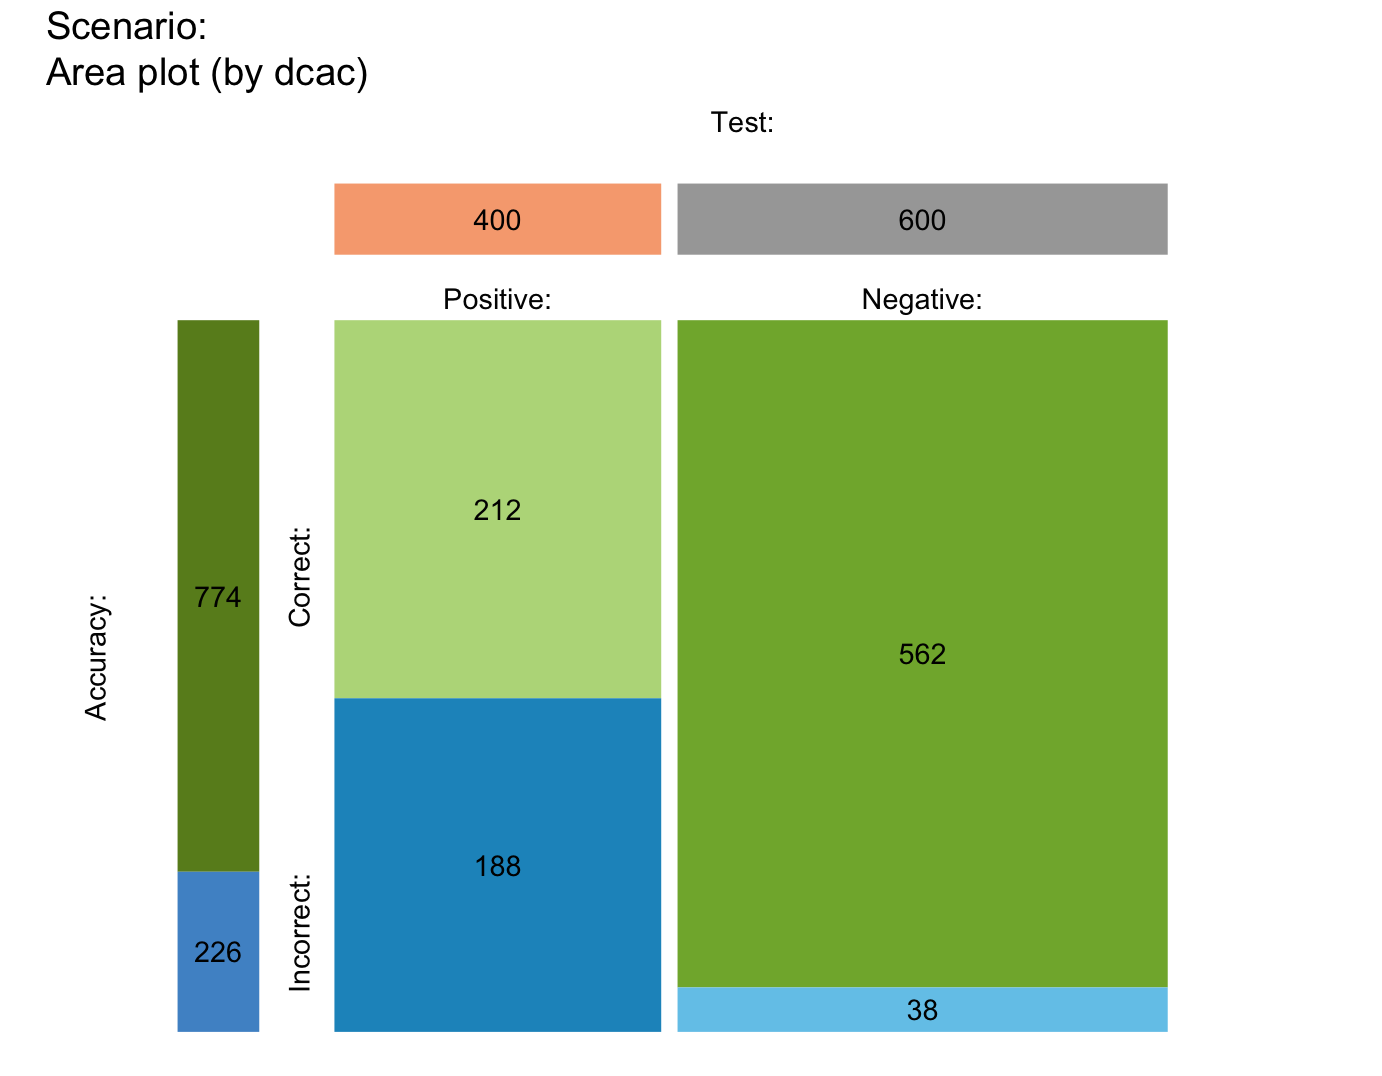 Scenario:
Area plot (by dcac)
Test:
400
600
Positive:
Negative:
Accuracy:
774
226
Correct:
Incorrect:
212
562
188
38